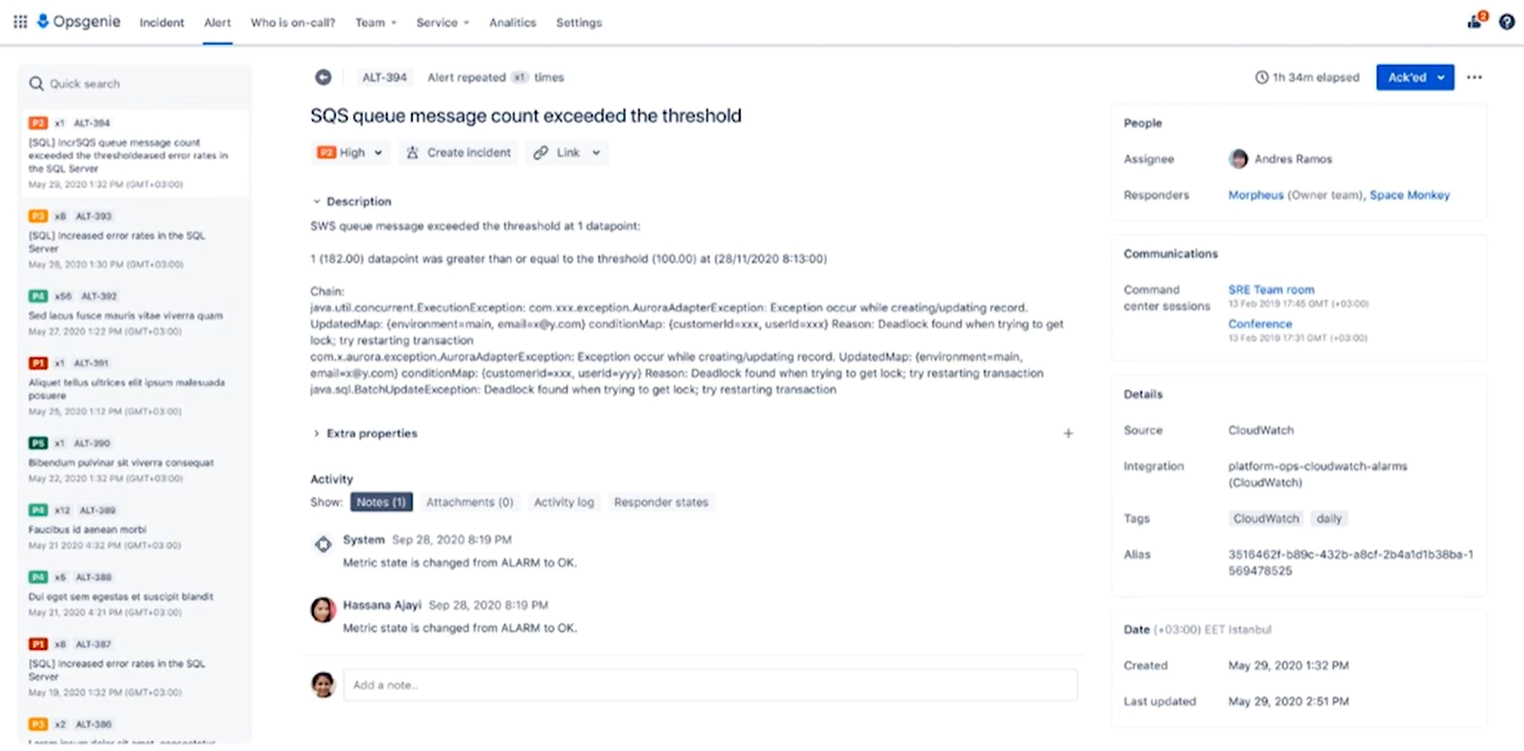 Opsgenie Incident Alert Who is on-call? Team Service Analytics Settings 2
Quick search
P2 x1 ALT-394
[SQL] IncrSQS queue message count
exceeded the thresholdeased error rates in
the SQL Server
May 29, 2020 1:32 PM (GMT+03:00)
P3 x8 ALT-393
[SQL] Increased error rates in the SQL
Server
May 28, 2020 1:30 PM (GMT+03:00)
P4 x56 ALT-392
Sed lacus fusce mauris vitae viverra quam
May 27, 2020 1:22 PM (GMT+03:00)
P1 x1 ALT-391
Aliquet tellus ultrices elit ipsum malesuada
posuere
May 25, 2020 1:12 PM (GMT+03:00)
P5 x1 ALT-390
Bibendum pulvinar sit viverra consequat
May 22, 2020 1:32 PM (GMT+03:00)
P4 x12 ALT-389
Faucibus id aenean morbi
May 21 2020 4:32 PM (GMT+03:00)
P4 x6 ALT-388
Dui eget sem egestas et suscipit blandit
May 21, 2020 4:21 PM (GMT+03:00)
P1 x8 ALT-387
[SQL] Increased error rates in the SQL
Server
May 19, 2020 1:32 PM (GMT+03:00)
P3 x2 ALT-386
ALT-394 Alert repeated x1 times
1h 34m elapsed Ack'ed
SQS queue message count exceeded the threshold
P2 High Create incident Link
Description
SWS queue message exceeded the threashold at 1 datapoint:
1 (182.00) datapoint was greater than or equal to the threshold (100.00) at (28/11/2020 8:13:00)
Chain:
java.util.concurrent.ExecutionException: com.xxx.exception.AuroraAdapterException: Exception occur while creating/updating record.
UpdatedMap: {environment=main, email=x@y.com} conditionMap: {customerId=xxx, userId=xxx} Reason: Deadlock found when trying to get
lock; try restarting transaction
com.x.aurora.exception.AuroraAdapterException: Exception occur while creating/updating record. UpdatedMap: {environment=main,
email=x@y.com} conditionMap: {customerId=xxx, userId=yyy} Reason: Deadlock found when trying to get lock; try restarting transaction
java.sql.BatchUpdateException: Deadlock found when trying to get lock; try restarting transaction
Extra properties
Activity
Show: Notes (1) Attachments (0) Activity log Responder states
System Sep 28, 2020 8:19 PM
Metric state is changed from ALARM to OK.
Hassana Ajayi Sep 28, 2020 8:19 PM
Metric state is changed from ALARM to OK.
Add a note..
People
Assignee Andres Ramos
Responders Morpheus (Owner team), Space Monkey
Communications
Command SRE Team room
center sessions 13 Feb 2019 17:45 GMT (+03:00)
Conference
13 Feb 2019 17:31 GMT (+03:00)
Details
Source CloudWatch
Integration platform-ops-cloudwatch-alarms
(CloudWatch)
Tags CloudWatch daily
Alias 3516462f-b89c-432b-a8cf-2b4a1d1b38ba-1
569478525
Date (+03:00) EET Istanbul
Created May 29, 2020 1:32 PM
Last updated May 29, 2020 2:51 PM